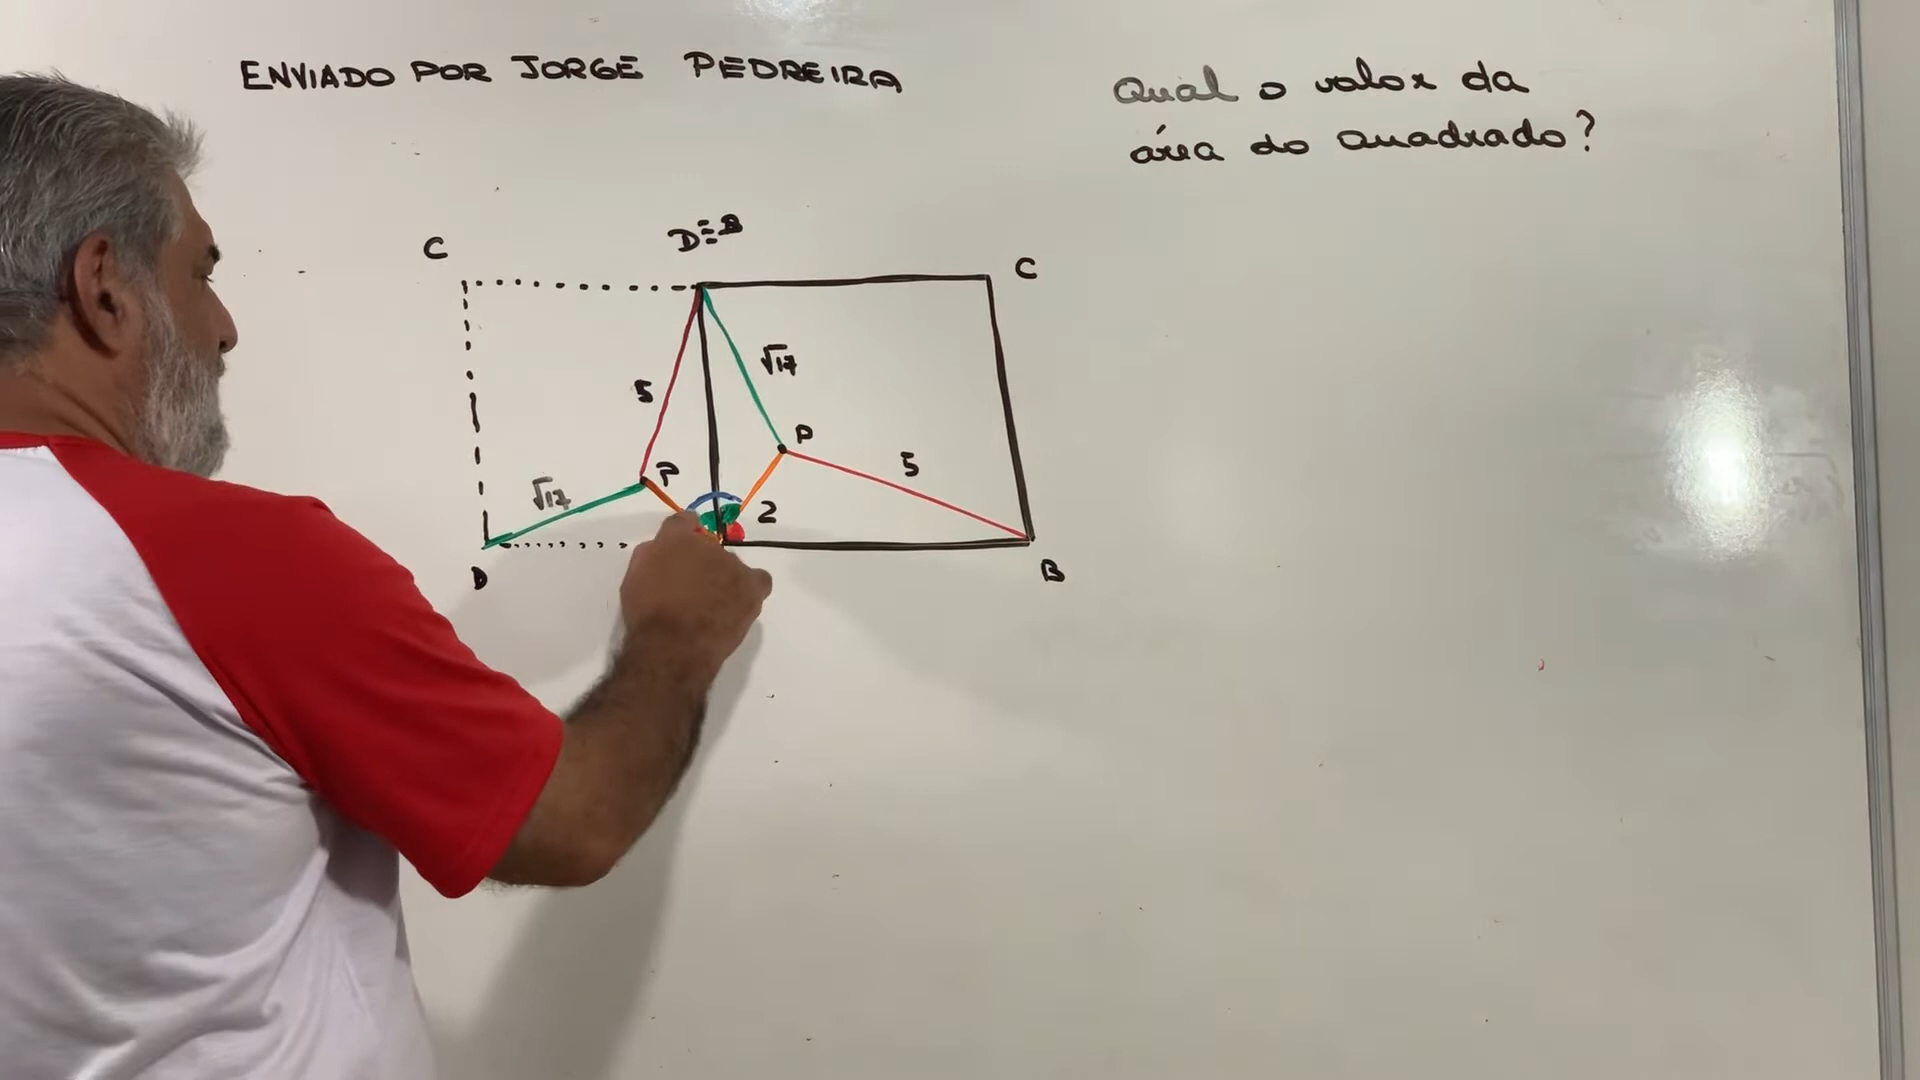 ENVIADO POR JORGE PEDREIRA
Qual o valor da
área do quadrado?
C
D≡B
C
√17
5
P
5
P
√17
2
D
B